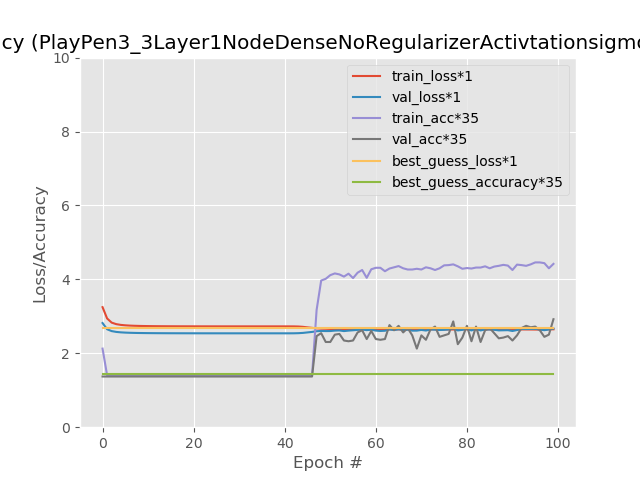 cy (PlayPen3_3Layer1NodeDenseNoRegularizerActivtationsigmo
10
8
6
4
2
0
Loss/Accuracy
train_loss*1
val_loss*1
train_acc*35
val_acc*35
best_guess_loss*1
best_guess_accuracy*35
0 20 40 60 80 100
Epoch #